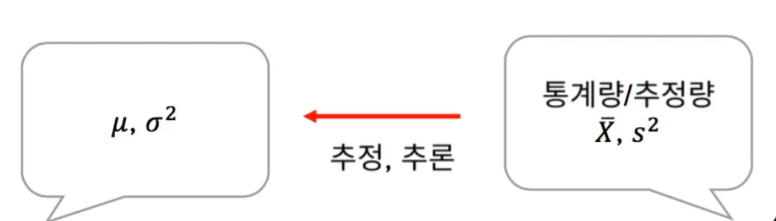 μ, σ²
추정, 추론
통계량/추정량
X̄, s²